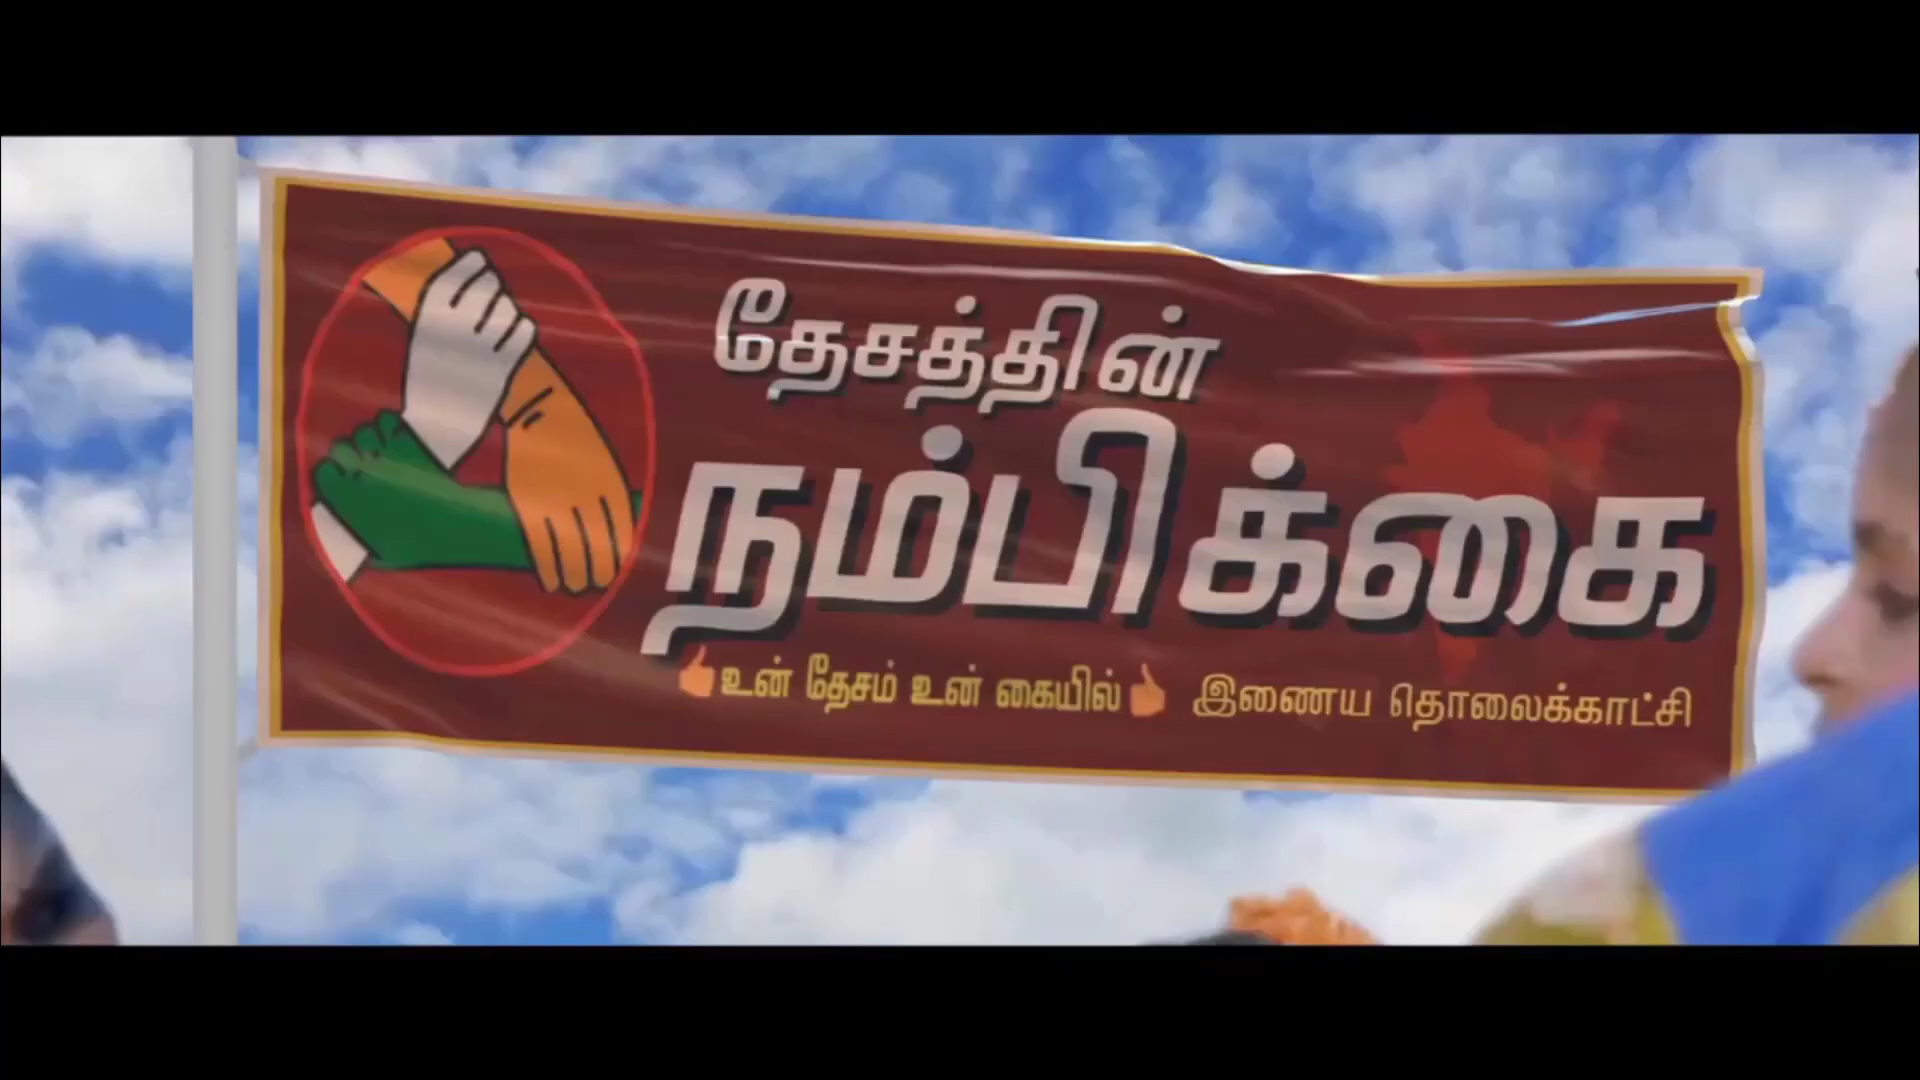 தேசத்தின்
நம்பிக்கை
உன் தேசம் உன் கையில் இணைய தொலைக்காட்சி